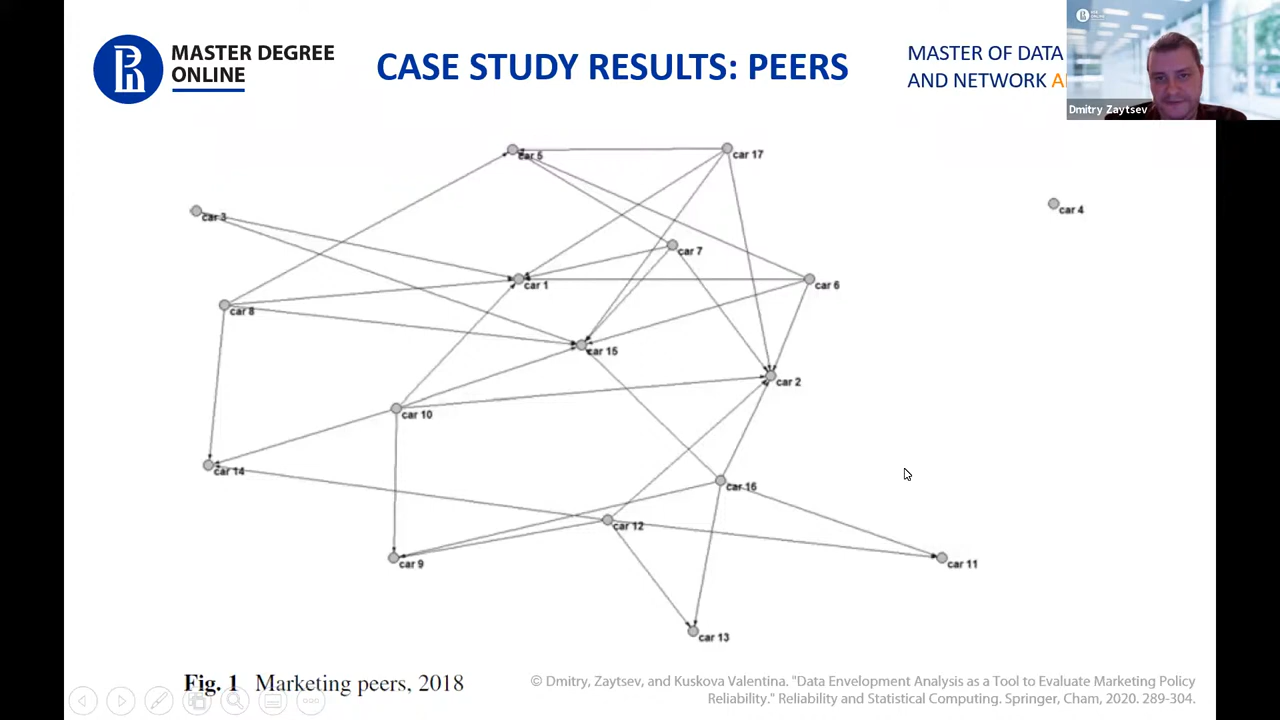 MASTER DEGREE
ONLINE
CASE STUDY RESULTS: PEERS
MASTER OF DATA
AND NETWORK A
Dmitry Zaytsev
car 5
car 17
car 3
car 4
car 7
car 1
car 6
car 8
car 15
car 2
car 10
car 14
car 16
car 12
car 9
car 11
car 13
Fig. 1 Marketing peers, 2018
© Dmitry, Zaytsev, and Kuskova Valentina. "Data Envelopment Analysis as a Tool to Evaluate Marketing Policy
Reliability." Reliability and Statistical Computing. Springer, Cham, 2020. 289-304.